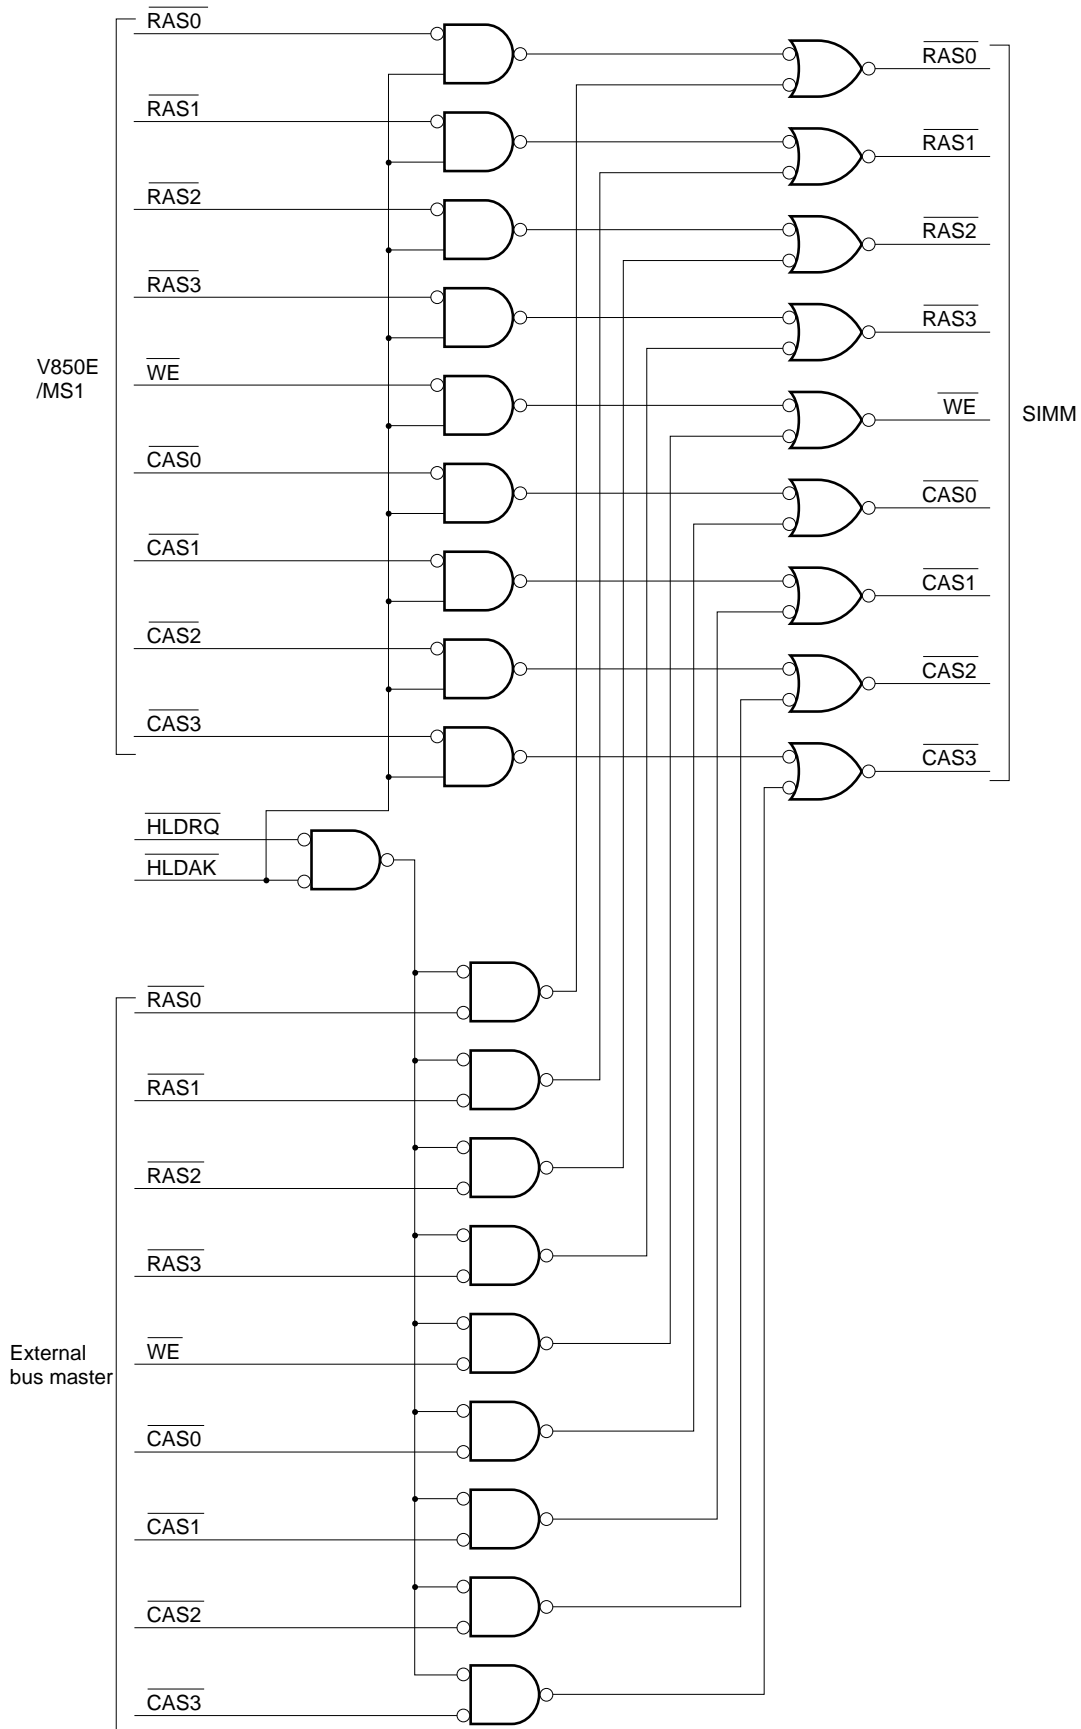 RAS0
RAS0
RAS1
RAS1
RAS2
RAS2
RAS3
RAS3
V850E
/MS1
WE
WE
SIMM
CAS0
CAS0
CAS1
CAS1
CAS2
CAS2
CAS3
CAS3
HLDRQ
HLDAK
RAS0
RAS1
RAS2
RAS3
External
bus master
WE
CAS0
CAS1
CAS2
CAS3